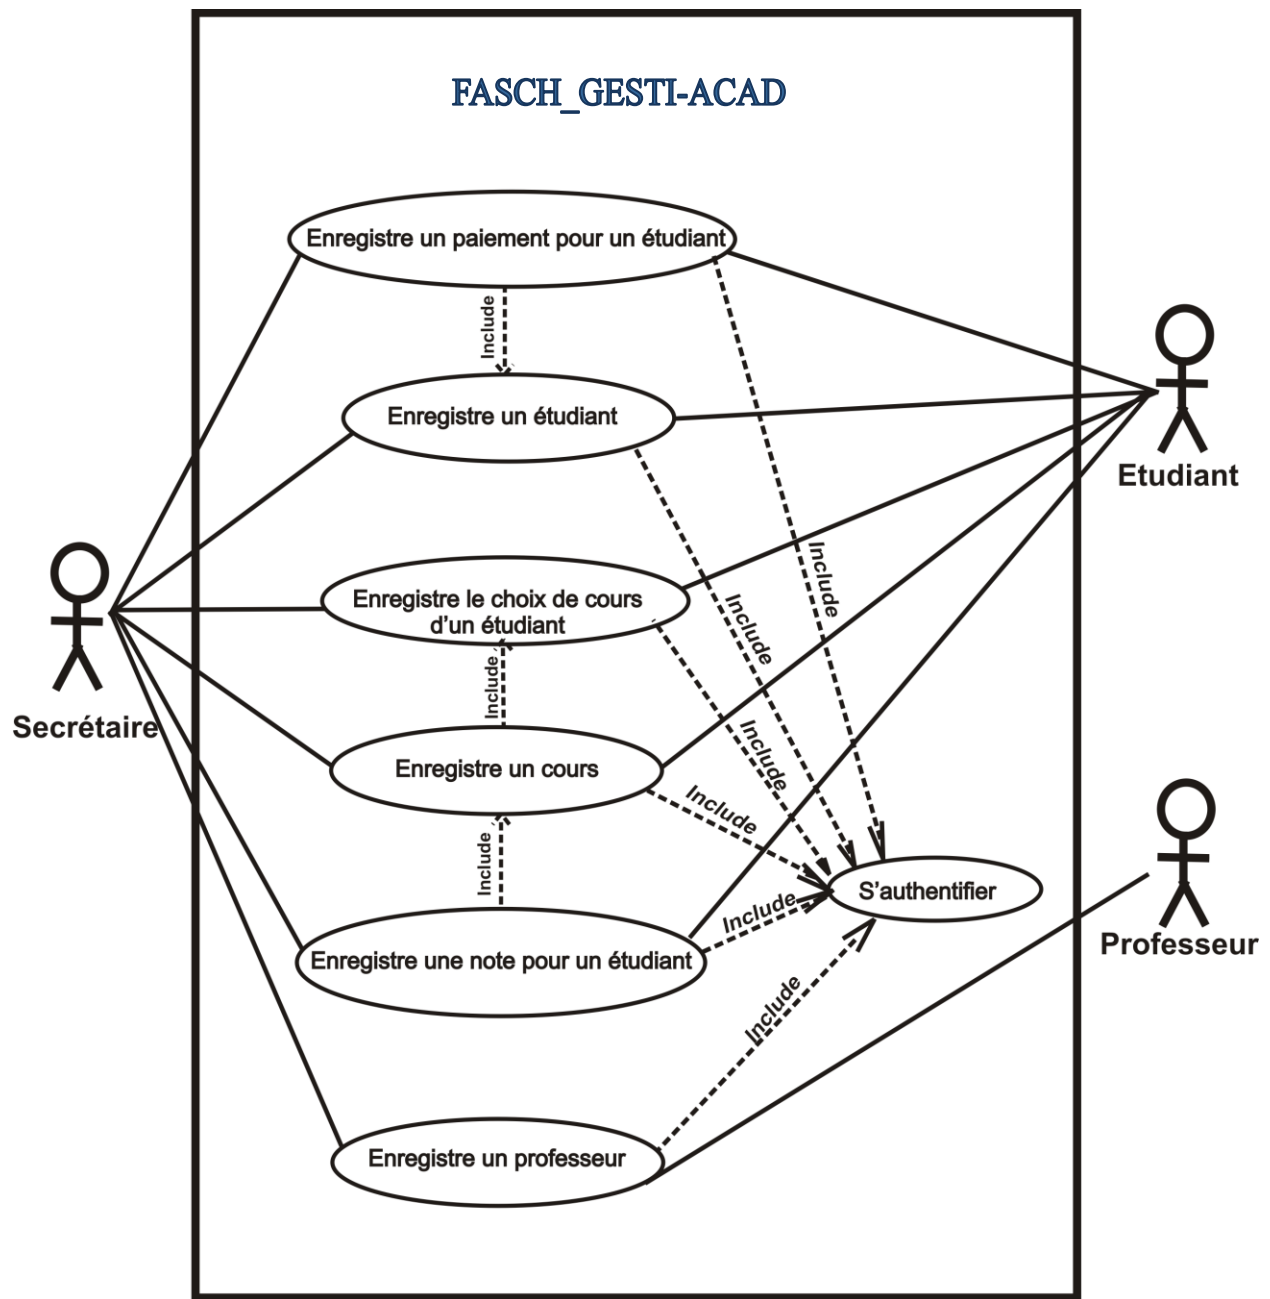 FASCH_GESTI-ACAD
Enregistre un paiement pour un étudiant
Include
Enregistre un étudiant
Etudiant
Include
Enregistre le choix de cours
d'un étudiant
Include
Include
Secrétaire
Include
Enregistre un cours
Include
Include
Include
S'authentifier
Include
Professeur
Enregistre une note pour un étudiant
Include
Enregistre un professeur